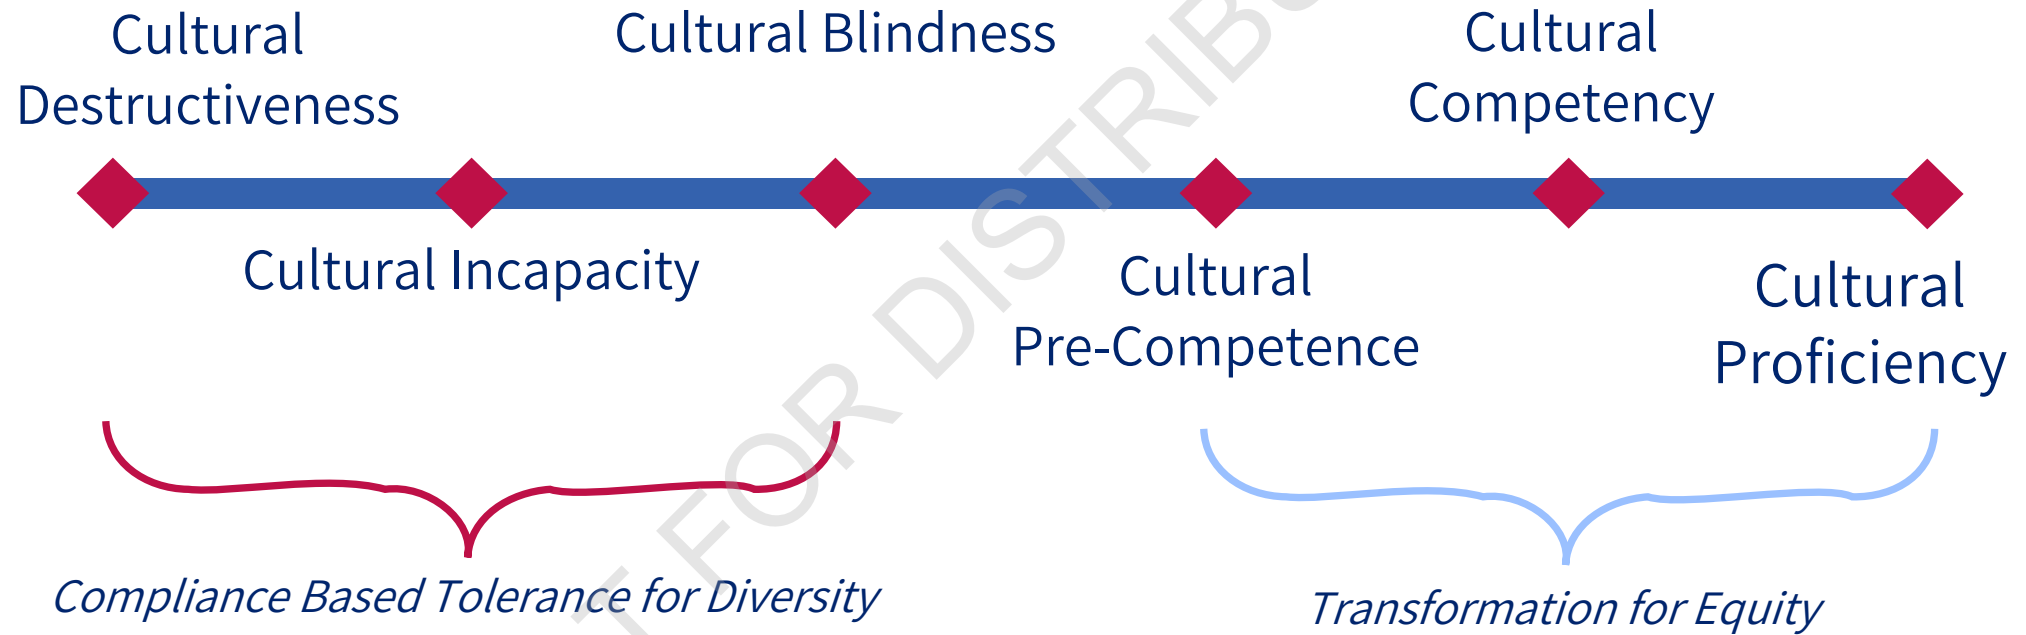 Cultural
Destructiveness
Cultural Incapacity
Cultural Blindness
Cultural
Pre-Competence
Cultural
Competency
Cultural
Proficiency
Compliance Based Tolerance for Diversity
Transformation for Equity
FOR